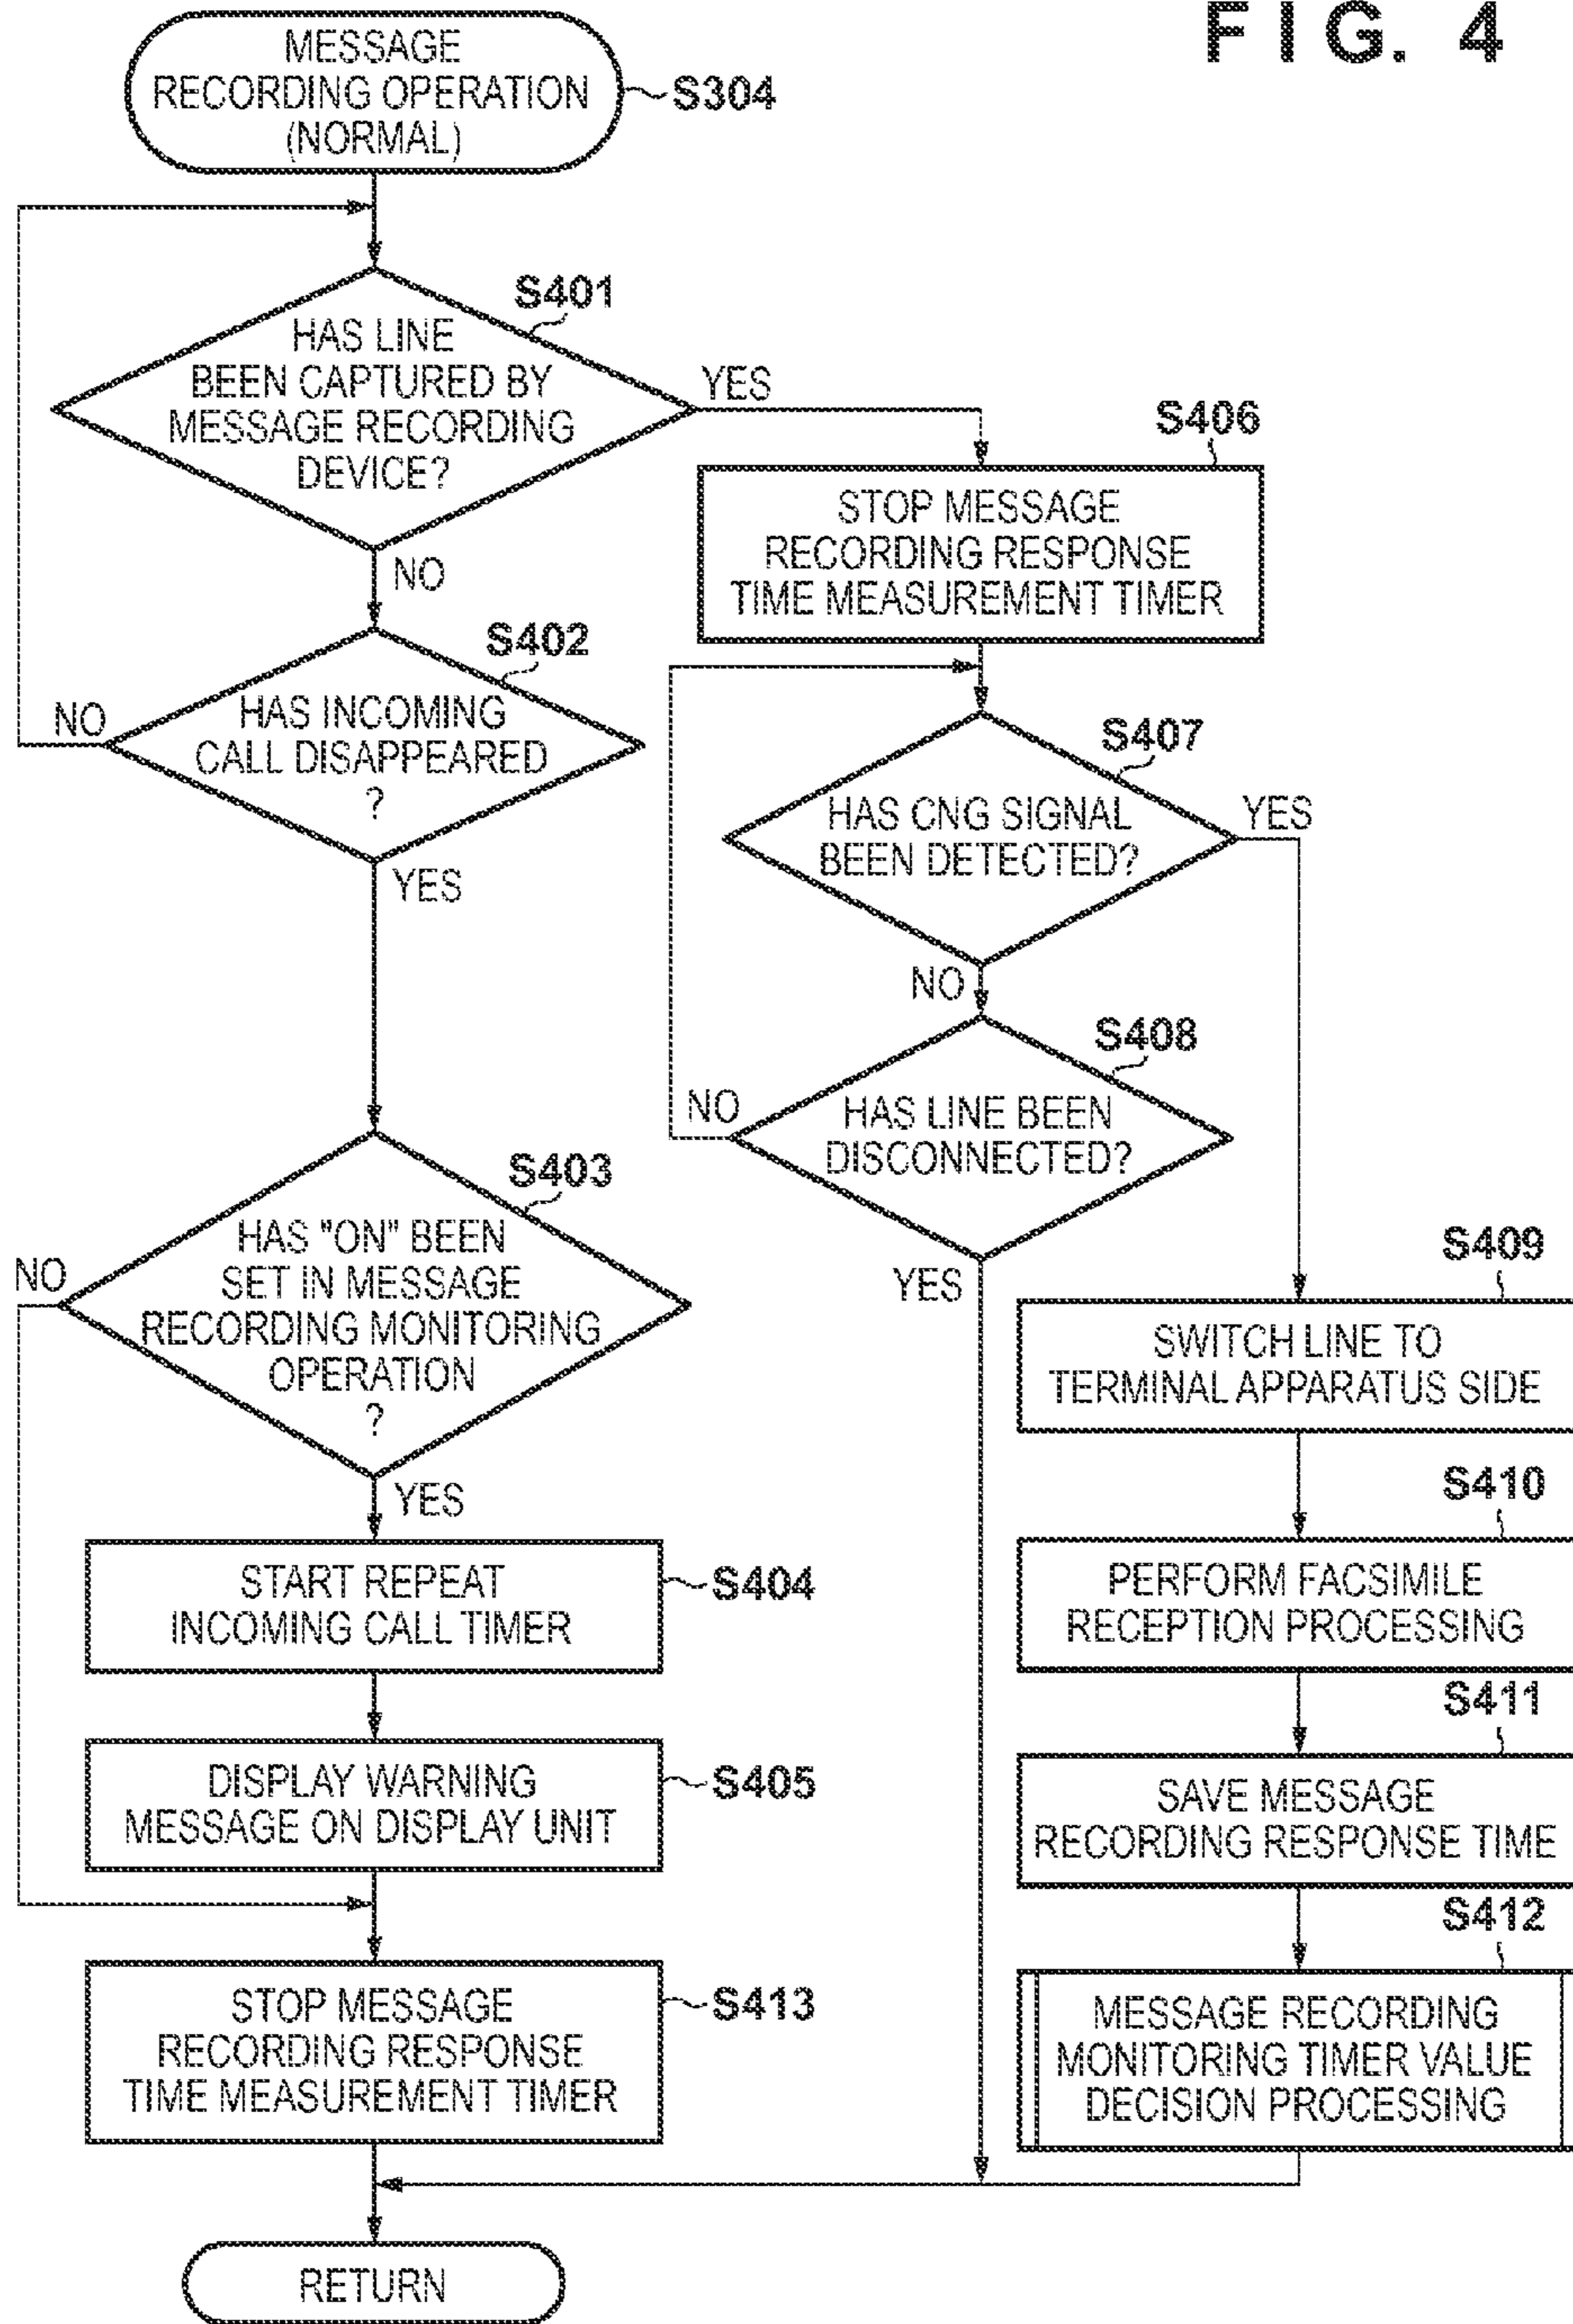 FIG. 4
MESSAGE
RECORDING OPERATION
(NORMAL)
S304
S401
HAS LINE
BEEN CAPTURED BY
MESSAGE RECORDING
DEVICE?
YES
NO
S402
HAS INCOMING
CALL DISAPPEARED
?
NO
YES
S403
HAS "ON" BEEN
SET IN MESSAGE
RECORDING MONITORING
OPERATION
?
NO
YES
START REPEAT
INCOMING CALL TIMER
S404
DISPLAY WARNING
MESSAGE ON DISPLAY UNIT
S405
STOP MESSAGE
RECORDING RESPONSE
TIME MEASUREMENT TIMER
S413
RETURN
S406
STOP MESSAGE
RECORDING RESPONSE
TIME MEASUREMENT TIMER
S407
HAS CNG SIGNAL
BEEN DETECTED?
YES
NO
S408
HAS LINE BEEN
DISCONNECTED?
NO
YES
S409
SWITCH LINE TO
TERMINAL APPARATUS SIDE
S410
PERFORM FACSIMILE
RECEPTION PROCESSING
S411
SAVE MESSAGE
RECORDING RESPONSE TIME
S412
MESSAGE RECORDING
MONITORING TIMER VALUE
DECISION PROCESSING